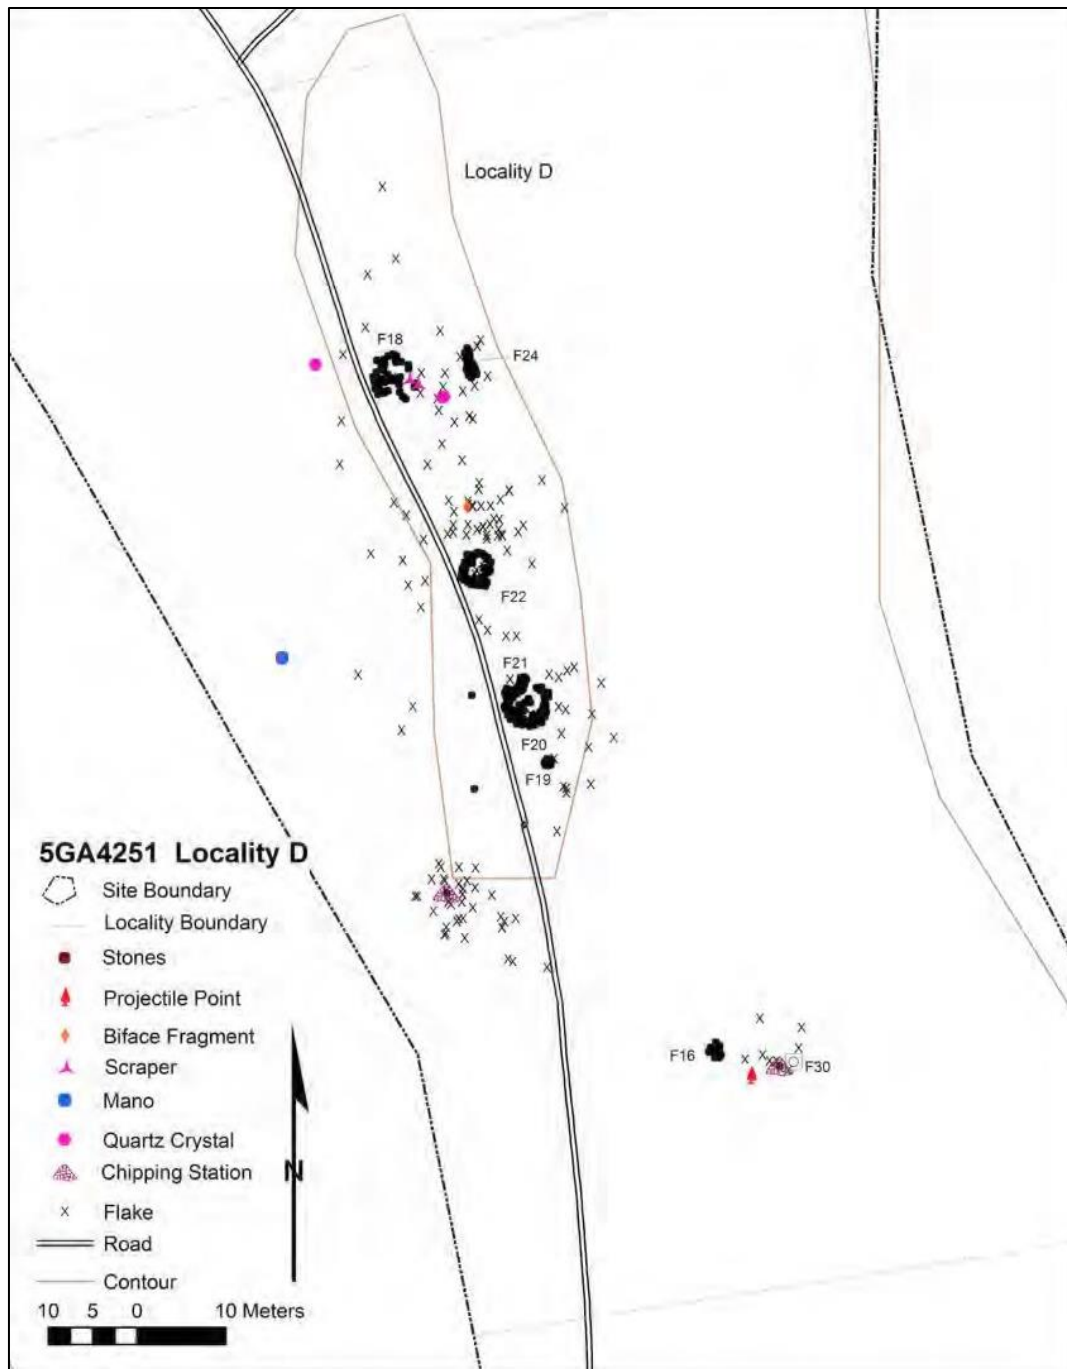 Locality D
F18
F24
F22
F21
F20
F19
5GA4251 Locality D
Site Boundary
Locality Boundary
Stones
Projectile Point
Biface Fragment
Scraper
Mano
Quartz Crystal
Chipping Station
Flake
Road
Contour
10 5 0 10 Meters
N
F16
F30